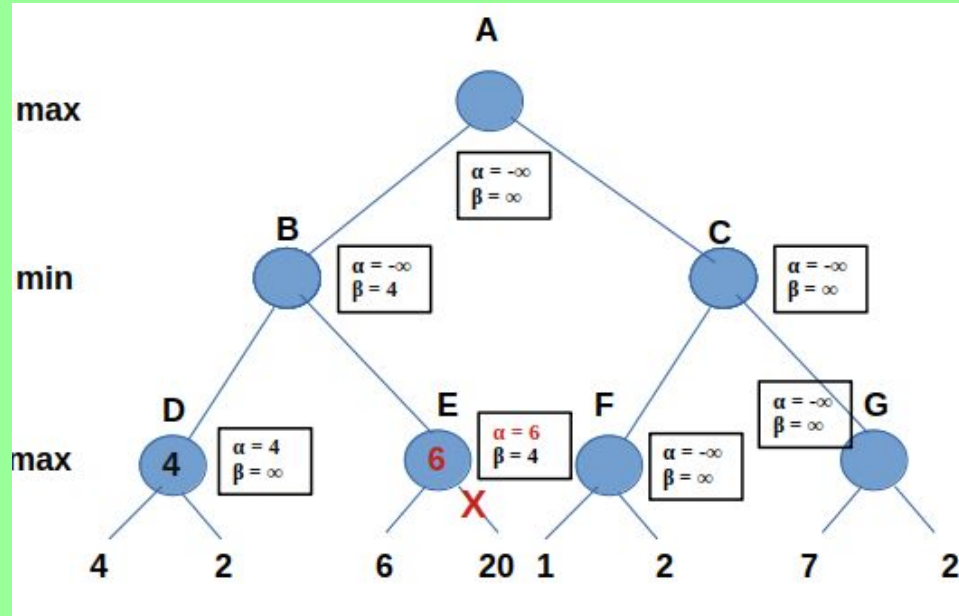 A
max
α = -∞
β = ∞
B
C
min
α = -∞
β = 4
α = -∞
β = ∞
D
E
F
G
max
4
α = 4
β = ∞
6
α = 6
β = 4
α = -∞
β = ∞
α = -∞
β = ∞
X
4 2 6 20 1 2 7 2